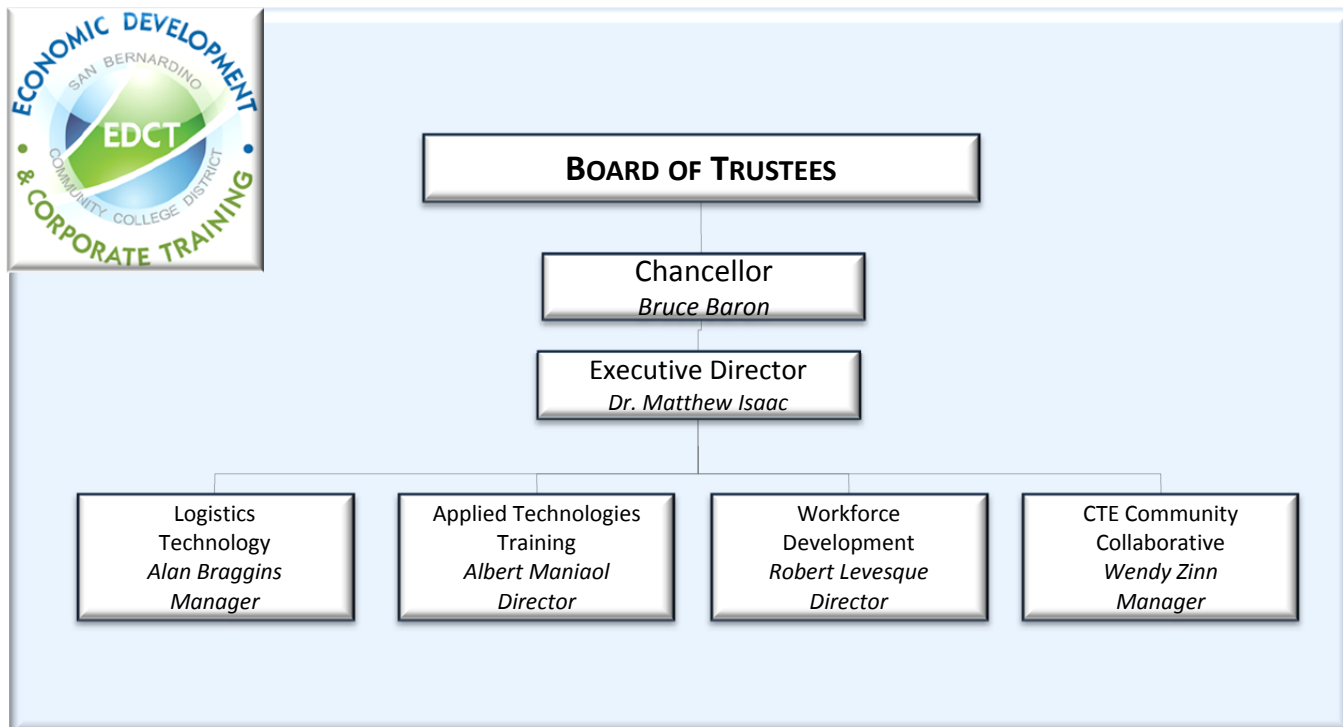 ECONOMIC DEVELOPMENT
SAN BERNARDINO
EDCT
COMMUNITY COLLEGE DISTRICT
• & CORPORATE TRAINING •
BOARD OF TRUSTEES
Chancellor
Bruce Baron
Executive Director
Dr. Matthew Isaac
Logistics
Technology
Alan Braggins
Manager
Applied Technologies
Training
Albert Maniaol
Director
Workforce
Development
Robert Levesque
Director
CTE Community
Collaborative
Wendy Zinn
Manager